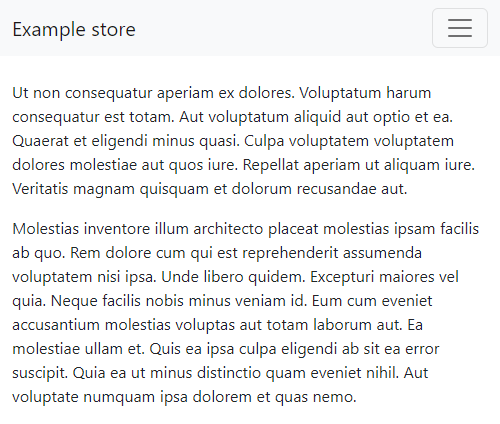 Example store
Ut non consequatur aperiam ex dolores. Voluptatum harum
consequatur est totam. Aut voluptatum aliquid aut optio et ea.
Quaerat et eligendi minus quasi. Culpa voluptatem voluptatem
dolores molestiae aut quos iure. Repellat aperiam ut aliquam iure.
Veritatis magnam quisquam et dolorum recusandae aut.
Molestias inventore illum architecto placeat molestias ipsam facilis
ab quo. Rem dolore cum qui est reprehenderit assumenda
voluptatem nisi ipsa. Unde libero quidem. Excepturi maiores vel
quia. Neque facilis nobis minus veniam id. Eum cum eveniet
accusantium molestias voluptas aut totam laborum aut. Ea
molestiae ullam et. Quis ea ipsa culpa eligendi ab sit ea error
suscipit. Quia ea ut minus distinctio quam eveniet nihil. Aut
voluptate numquam ipsa dolorem et quas nemo.